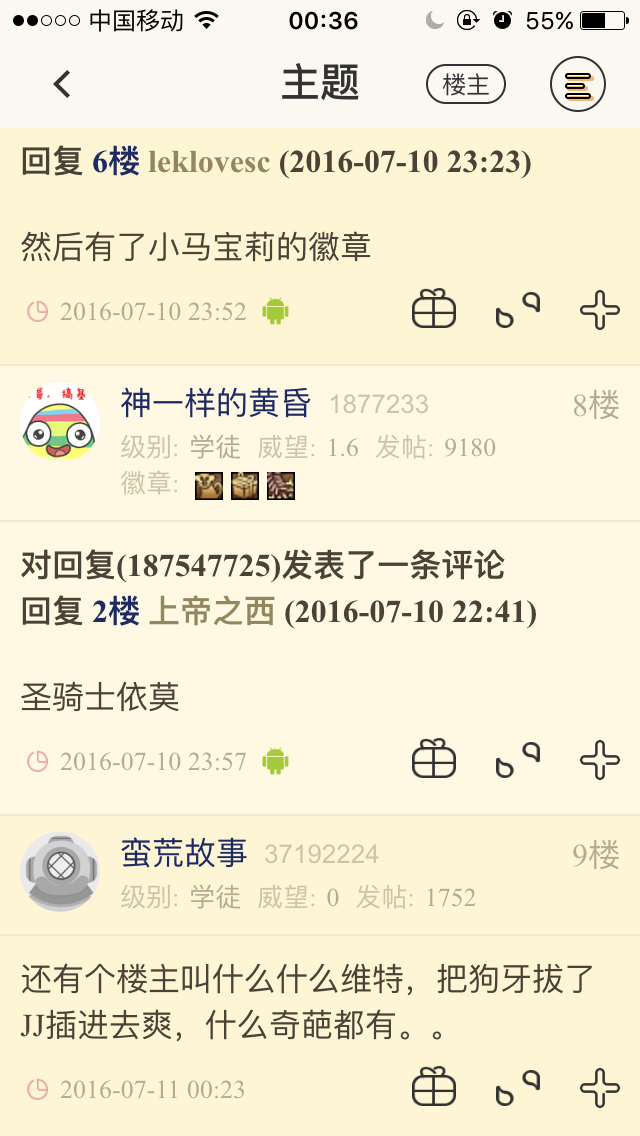 中国移动 00:36 55%
主题 楼主
回复 6楼 leklovesc (2016-07-10 23:23)
然后有了小马宝莉的徽章
2016-07-10 23:52
哥，搞基
神一样的黄昏 1877233 8楼
级别: 学徒 威望: 1.6 发帖: 9180
徽章:
对回复(187547725)发表了一条评论
回复 2楼 上帝之西 (2016-07-10 22:41)
圣骑士依莫
2016-07-10 23:57
蛮荒故事 37192224 9楼
级别: 学徒 威望: 0 发帖: 1752
还有个楼主叫什么什么维特，把狗牙拔了
JJ插进去爽，什么奇葩都有。。
2016-07-11 00:23